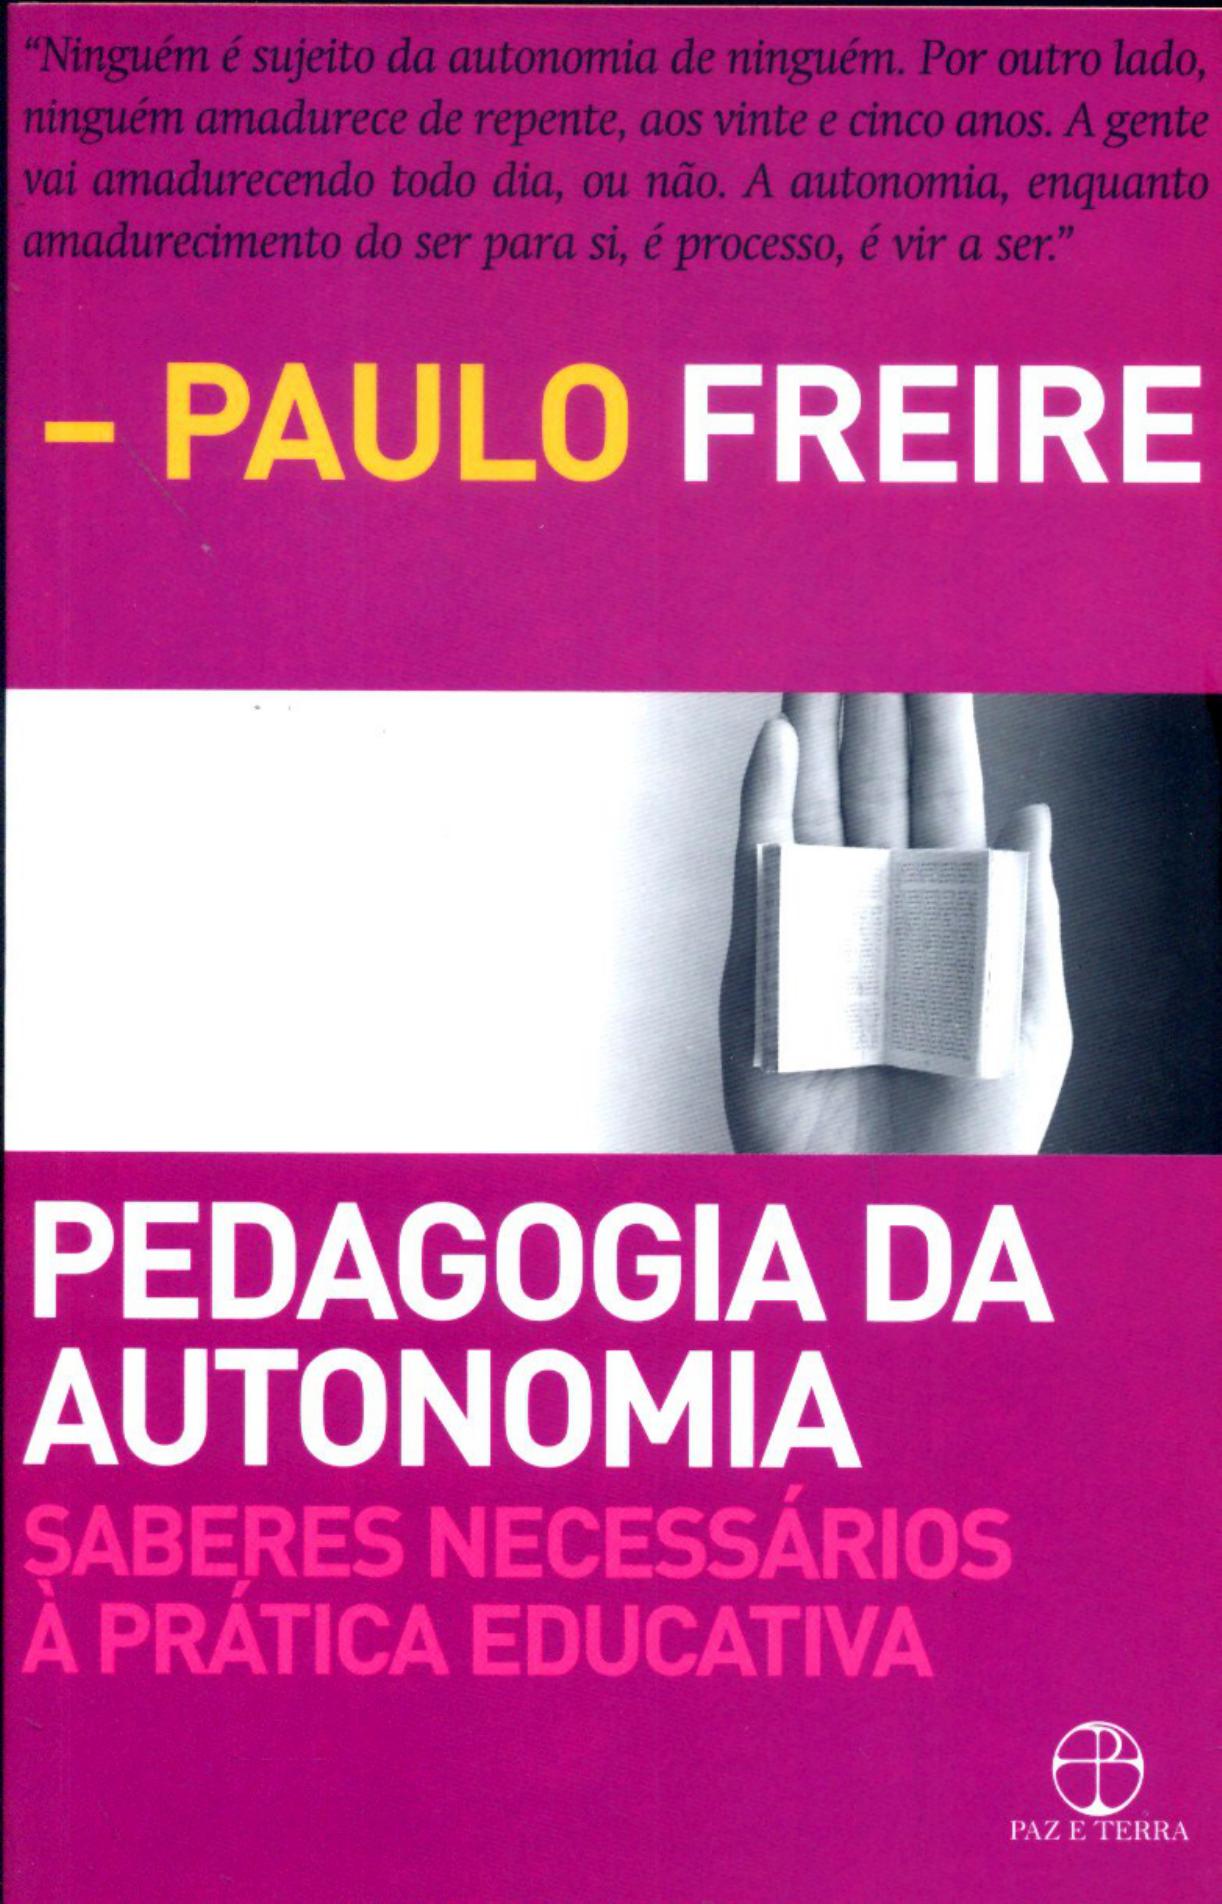 “Ninguém é sujeito da autonomia de ninguém. Por outro lado,
ninguém amadurece de repente, aos vinte e cinco anos. A gente
vai amadurecendo todo dia, ou não. A autonomia, enquanto
amadurecimento do ser para si, é processo, é vir a ser.”
– PAULO FREIRE
PEDAGOGIA DA
AUTONOMIA
SABERES NECESSÁRIOS
À PRÁTICA EDUCATIVA
PAZ E TERRA